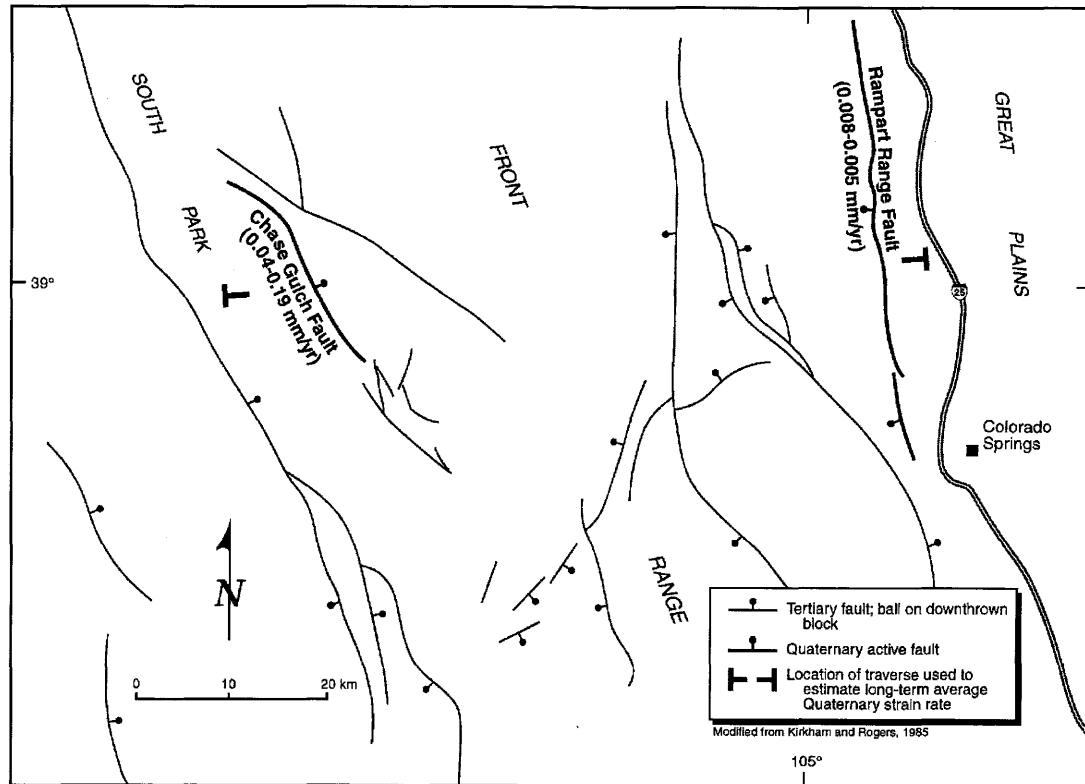 SOUTH
PARK
Chase Gulch Fault
(0.04-0.19 mm/yr)
FRONT
RANGE
Rampart Range Fault
(0.008-0.005 mm/yr)
GREAT
PLAINS
39°
25
Colorado
Springs
N
0 10 20 km
Tertiary fault; ball on downthrown
block
Quaternary active fault
Location of traverse used to
estimate long-term average
Quaternary strain rate
Modified from Kirkham and Rogers, 1985
105°